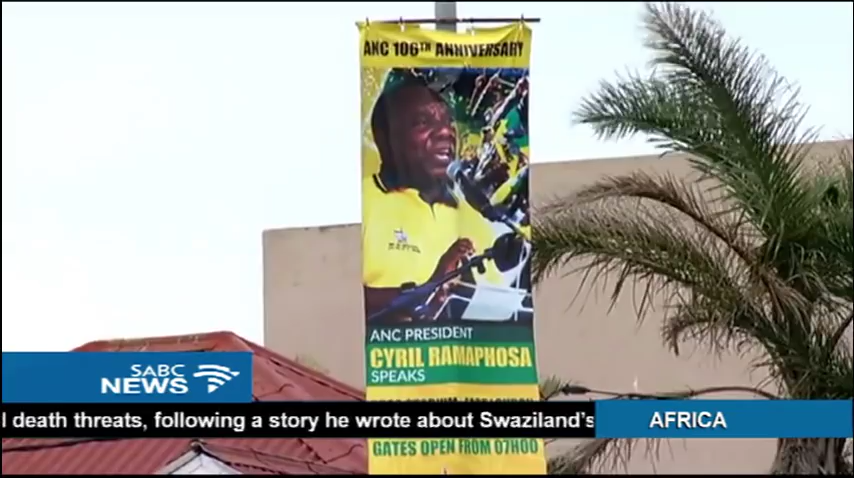 ANC 106TH ANNIVERSARY
ANC PRESIDENT
CYRIL RAMAPHOSA
SPEAKS
GATES OPEN FROM 07H00
SABC
NEWS
death threats, following a story he wrote about Swaziland's
AFRICA